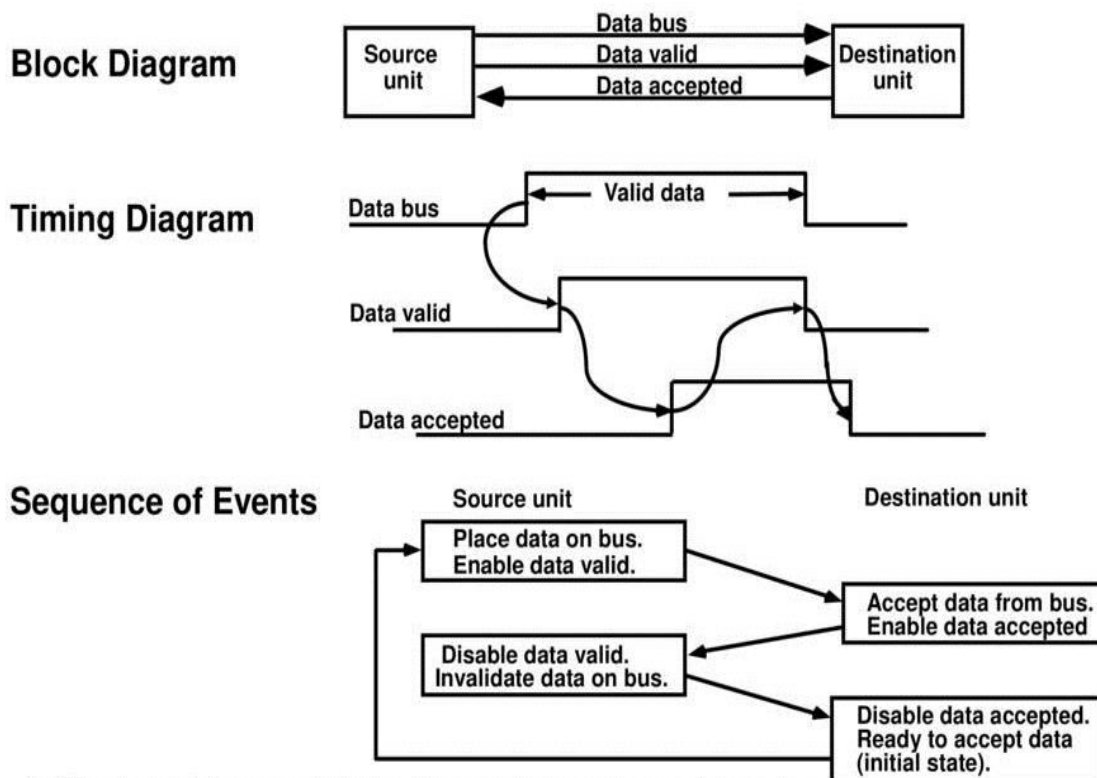 Block Diagram
Source
unit
Data bus
Data valid
Data accepted
Destination
unit
Timing Diagram
Data bus
Valid data
Data valid
Data accepted
Sequence of Events
Source unit
Destination unit
Place data on bus.
Enable data valid.
Accept data from bus.
Enable data accepted
Disable data valid.
Invalidate data on bus.
Disable data accepted.
Ready to accept data
(initial state).